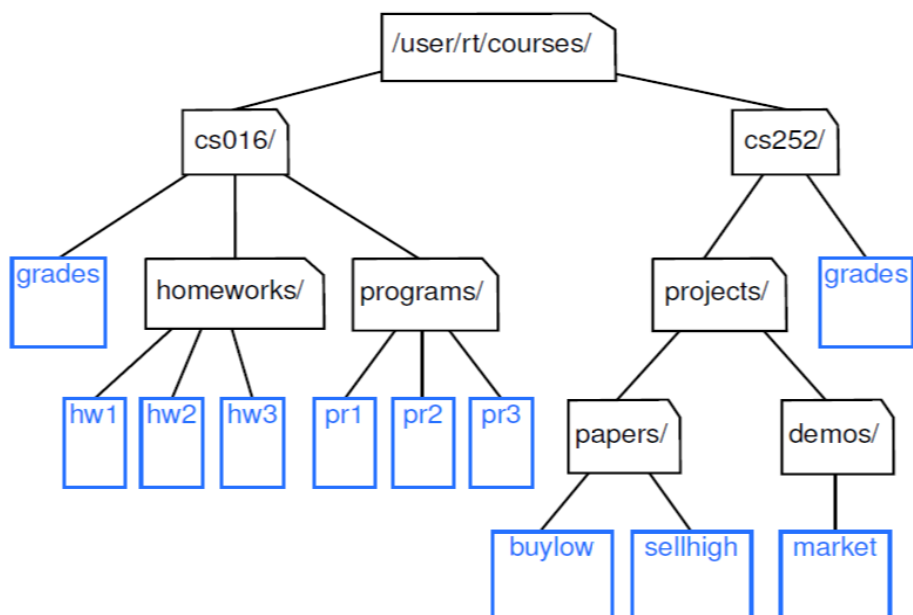 /user/rt/courses/
cs016/
cs252/
grades
homeworks/
programs/
projects/
grades
hw1
hw2
hw3
pr1
pr2
pr3
papers/
demos/
buylow
sellhigh
market